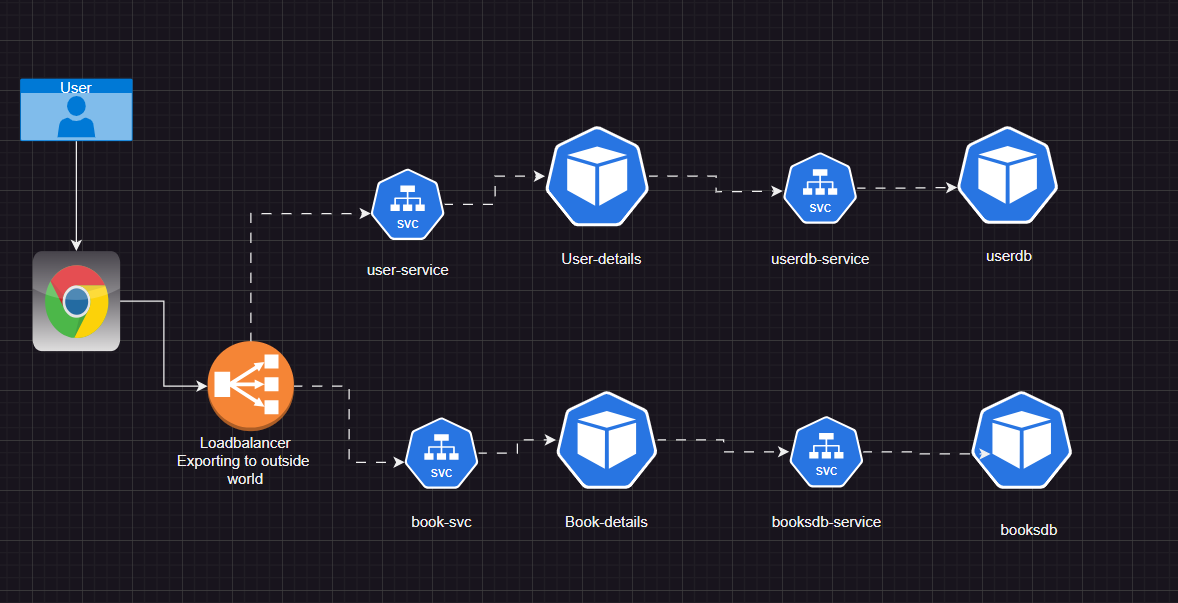 User
SVC
user-service
User-details
SVC
userdb-service
userdb
Loadbalancer
Exporting to outside
world
SVC
book-svc
Book-details
SVC
booksdb-service
booksdb